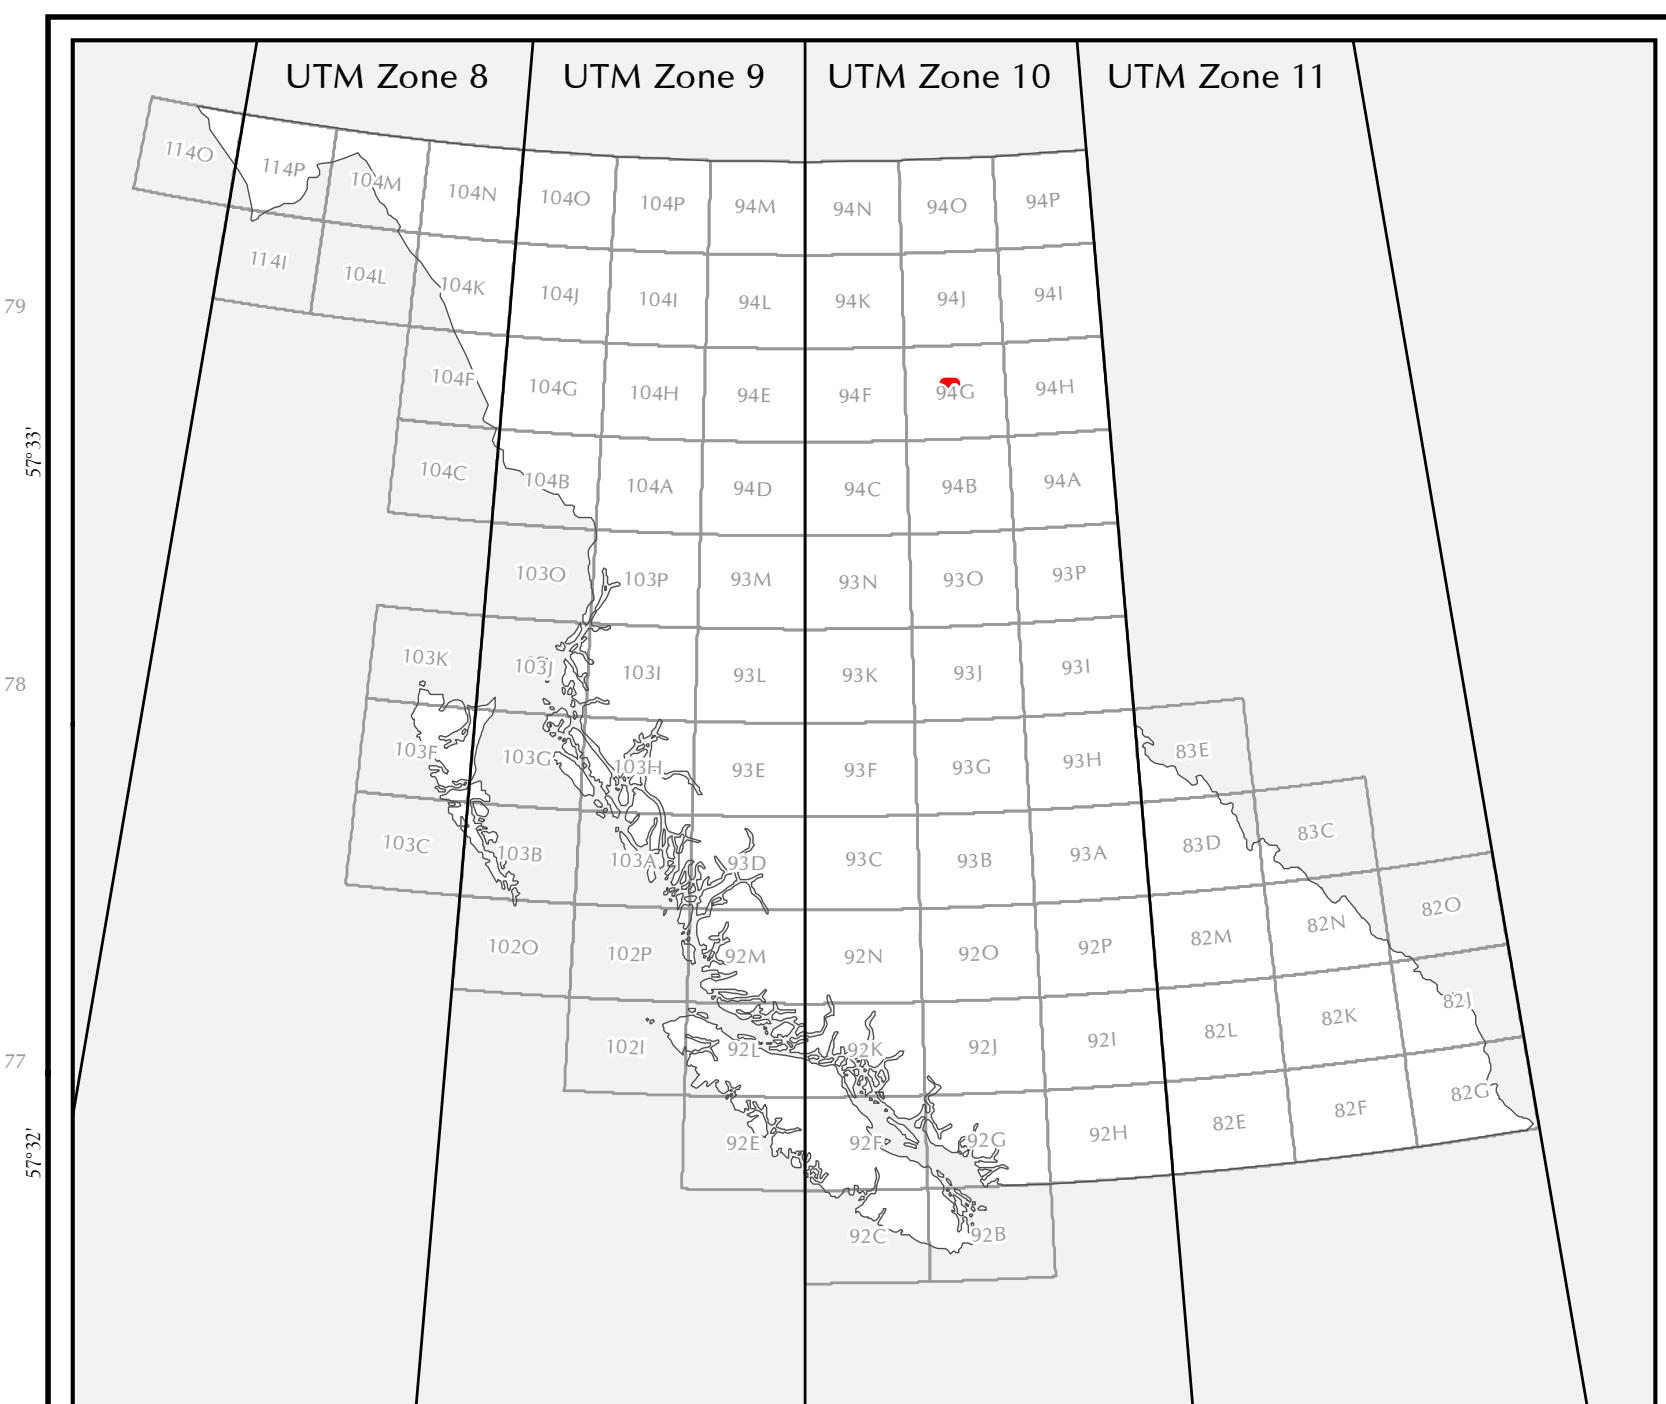 UTM Zone 8 UTM Zone 9 UTM Zone 10 UTM Zone 11
114O 114P 104M 104N 104O 104P 94M 94N 94O 94P
114I 104L 104K 104J 104I 94L 94K 94J 94I
79
104F 104G 104H 94E 94F 94G 94H
57°33'
104C 104B 104A 94D 94C 94B 94A
103O 103P 93M 93N 93O 93P
103K 103J 103I 93L 93K 93J 93I
78
103F 103G 103H 93E 93F 93G 93H 83E
103C 103B 103A 93D 93C 93B 93A 83D 83C
102O 102P 92M 92N 92O 92P 82M 82N 82O
102I 92L 92K 92J 92I 82L 82K 82J
77
92E 92F 92G 92H 82E 82F 82G
57°32'
92C 92B